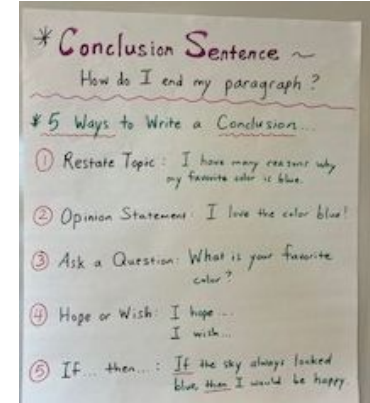 * Conclusion Sentence ~
How do I end my paragraph?
* 5 Ways to Write a Conclusion...
① Restate Topic: I have many reasons why
my favorite color is blue.
② Opinion Statement: I love the color blue!
③ Ask a Question: What is your favorite
color?
④ Hope or Wish: I hope...
I wish...
⑤ If... then...: If the sky always looked
blue, then I would be happy.